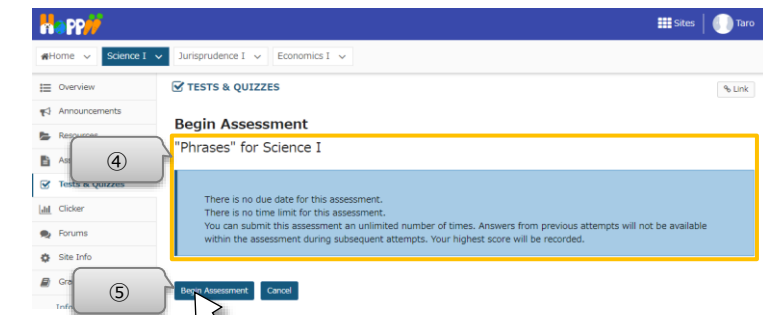 HOPPii
Sites
Taro
Home
Science I
Jurisprudence I
Economics I
Overview
TESTS & QUIZZES
Link
Announcements
Begin Assessment
Resources
"Phrases" for Science I
④
Tests & Quizzes
There is no due date for this assessment.
Clicker
There is no time limit for this assessment.
You can submit this assessment an unlimited number of times. Answers from previous attempts will not be available
within the assessment during subsequent attempts. Your highest score will be recorded.
Forums
Site Info
⑤
Begin Assessment
Cancel